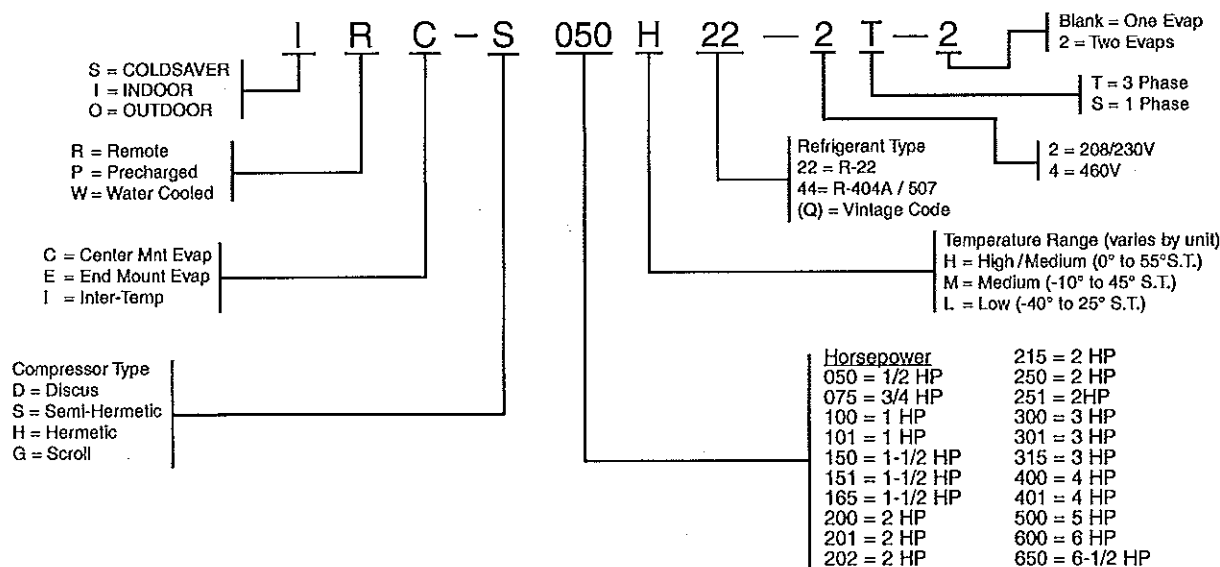 I R C - S 050 H 22 - 2 T - 2
Blank = One Evap
2 = Two Evaps
S = COLDSAVER
I = INDOOR
O = OUTDOOR
T = 3 Phase
S = 1 Phase
R = Remote
P = Precharged
W = Water Cooled
Refrigerant Type
22 = R-22
44= R-404A / 507
(Q) = Vintage Code
2 = 208/230V
4 = 460V
C = Center Mnt Evap
E = End Mount Evap
I = Inter-Temp
Temperature Range (varies by unit)
H = High/Medium (0° to 55°S.T.)
M = Medium (-10° to 45° S.T.)
L = Low (-40° to 25° S.T.)
Compressor Type
D = Discus
S = Semi-Hermetic
H = Hermetic
G = Scroll
Horsepower
050 = 1/2 HP
075 = 3/4 HP
100 = 1 HP
101 = 1 HP
150 = 1-1/2 HP
151 = 1-1/2 HP
165 = 1-1/2 HP
200 = 2 HP
201 = 2 HP
202 = 2 HP
215 = 2 HP
250 = 2 HP
251 = 2HP
300 = 3 HP
301 = 3 HP
315 = 3 HP
400 = 4 HP
401 = 4 HP
500 = 5 HP
600 = 6 HP
650 = 6-1/2 HP